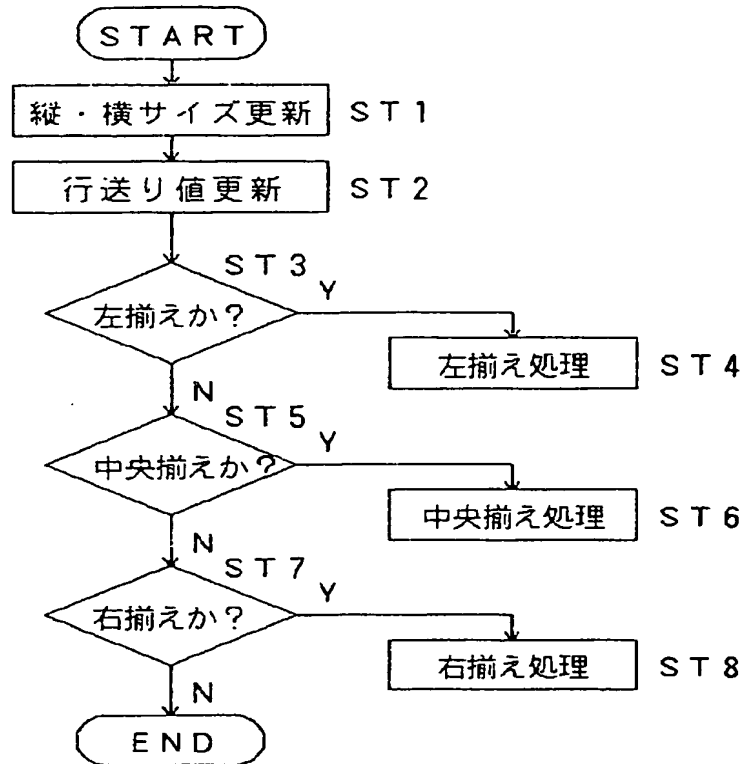 START
縦・横サイズ更新 ST1
行送り値更新 ST2
ST3
左揃えか? Y
左揃え処理 ST4
N
ST5
中央揃えか? Y
中央揃え処理 ST6
N
ST7
右揃えか? Y
右揃え処理 ST8
N
END